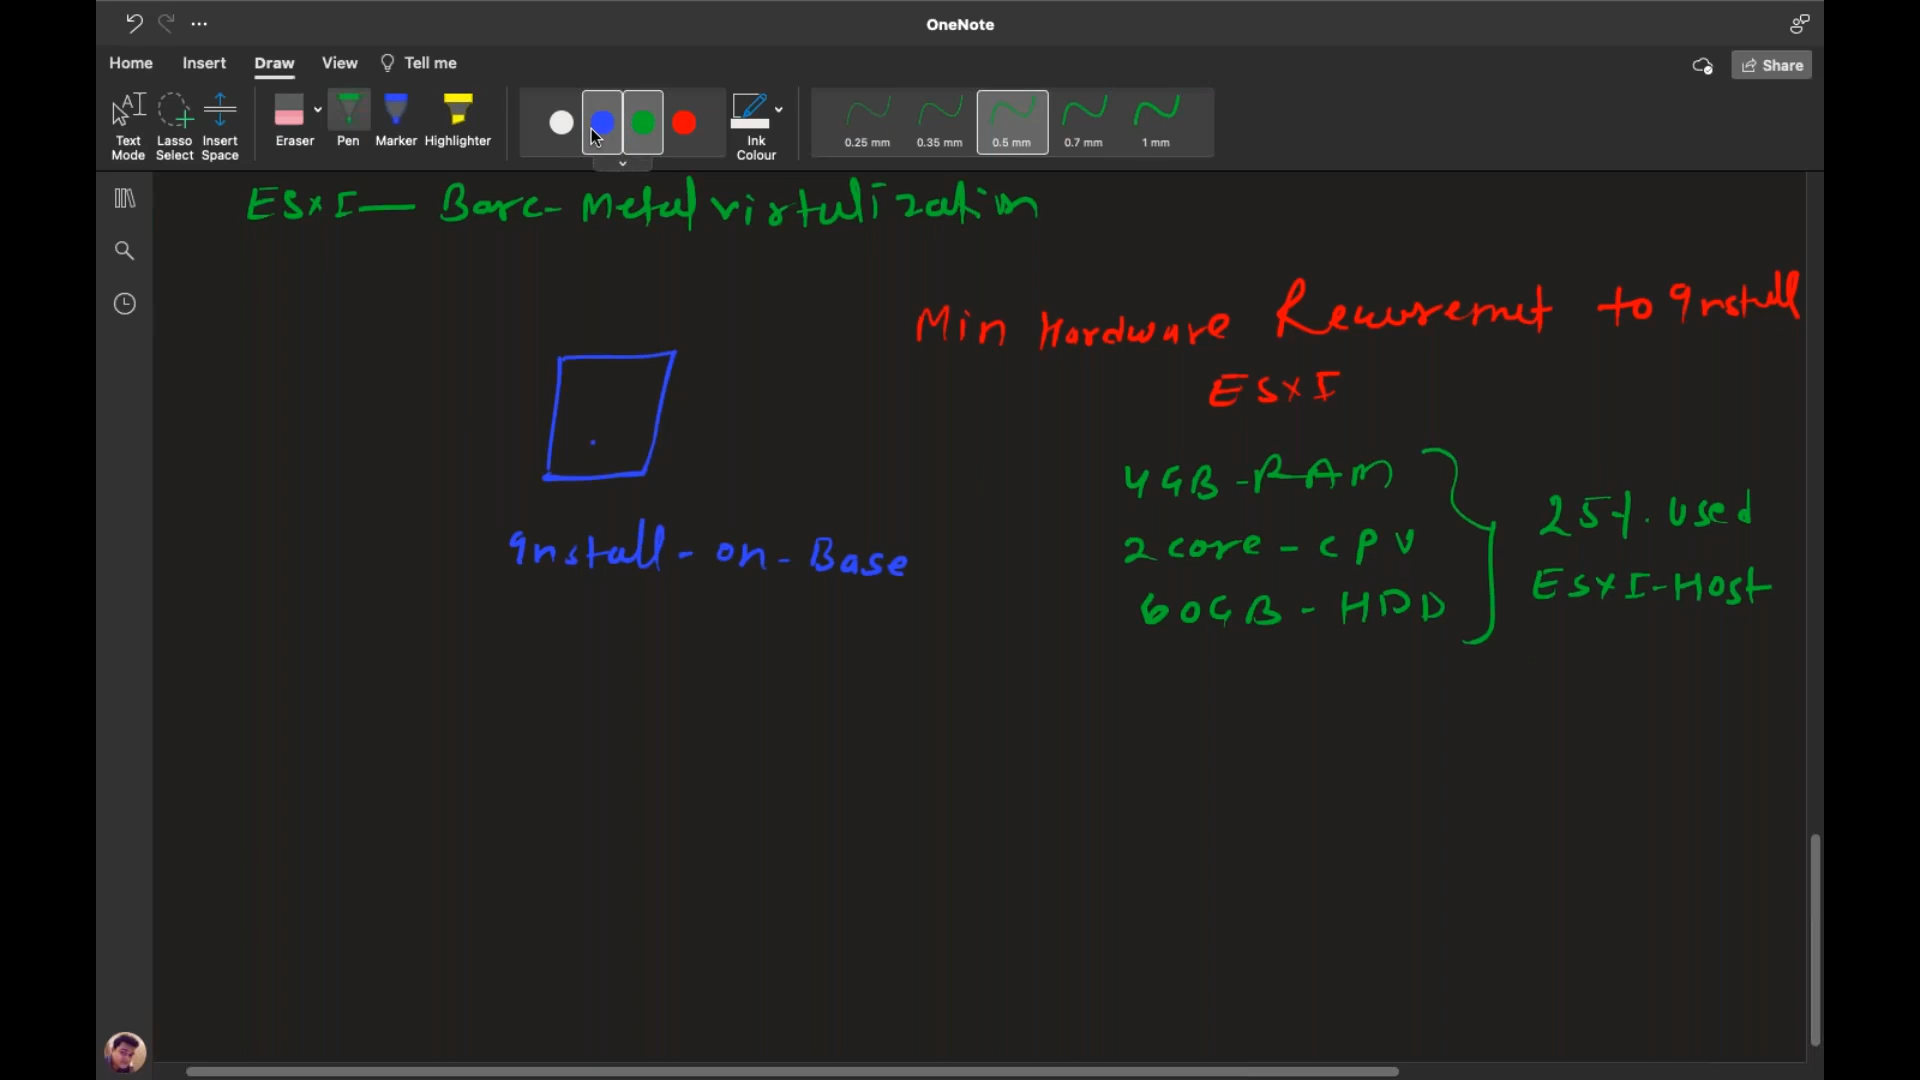 OneNote
Home Insert Draw View Tell me
Share
Text Mode
Lasso Select
Insert Space
Eraser
Pen
Marker
Highlighter
Ink Colour
0.25 mm
0.35 mm
0.5 mm
0.7 mm
1 mm
ESXI — Bare-Metal virtulization
Min Hardware Recuremet to Install
ESXI
4GB-RAM
2 core - CPU
60GB - HDD
25% used
ESXI-Host
Install-on-Base